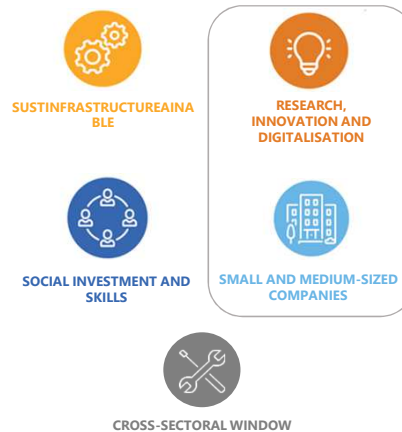 SUSTINFRASTRUCTUREAINA
BLE
RESEARCH,
INNOVATION AND
DIGITALISATION
SOCIAL INVESTMENT AND
SKILLS
SMALL AND MEDIUM-SIZED
COMPANIES
CROSS-SECTORAL WINDOW